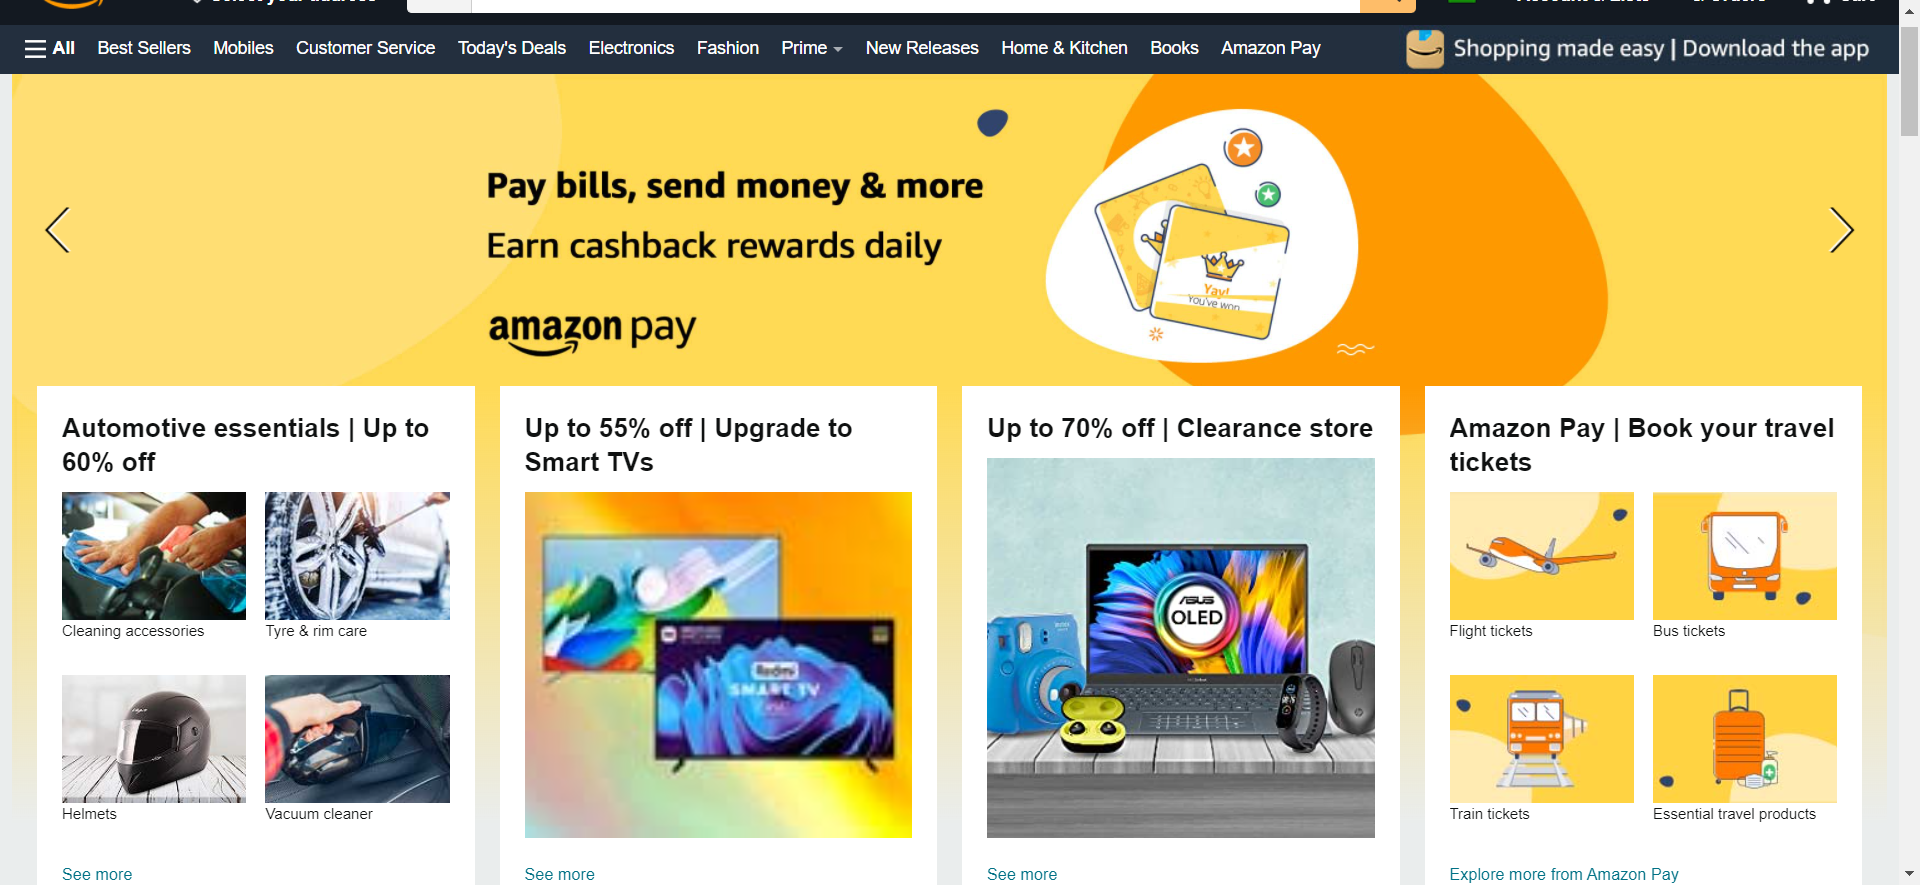 All Best Sellers Mobiles Customer Service Today's Deals Electronics Fashion Prime New Releases Home & Kitchen Books Amazon Pay Shopping made easy | Download the app
Pay bills, send money & more
Earn cashback rewards daily
amazon pay
Yay!
You've won
Automotive essentials | Up to
60% off
Cleaning accessories
Tyre & rim care
Helmets
Vacuum cleaner
See more
Up to 55% off | Upgrade to
Smart TVs
Redmi
SMART TV
See more
Up to 70% off | Clearance store
ASUS
OLED
See more
Amazon Pay | Book your travel
tickets
Flight tickets
Bus tickets
Train tickets
Essential travel products
Explore more from Amazon Pay